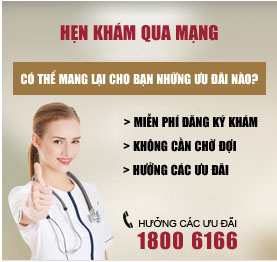 HẸN KHÁM QUA MẠNG
CÓ THỂ MANG LẠI CHO BẠN NHỮNG ƯU ĐÃI NÀO?
> MIỄN PHÍ ĐĂNG KÝ KHÁM
> KHÔNG CẦN CHỜ ĐỢI
> HƯỞNG CÁC ƯU ĐÃI
HƯỞNG CÁC ƯU ĐÃI
1800 6166